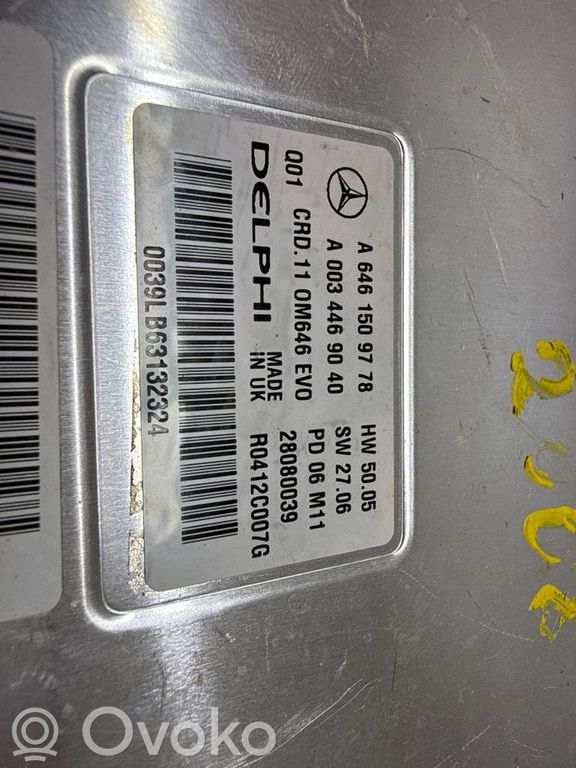 A 646 150 97 78 HW 50.05
A 003 446 90 40 SW 27.06
Q01 CRD.11 OM646 EVO PD 06 M11
DELPHI MADE IN UK 28080039
R0412C007G
0039LB63132324
Ovoko